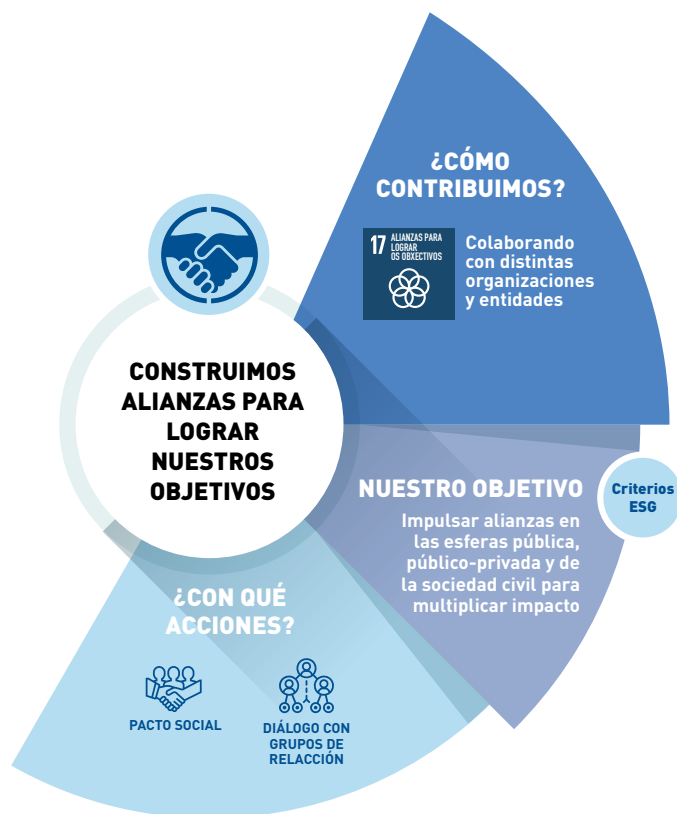 ¿CÓMO
CONTRIBUIMOS?
17 ALIANZAS PARA
LOGRAR
OS OBXECTIVOS
Colaborando
con distintas
organizaciones
y entidades
CONSTRUIMOS
ALIANZAS PARA
LOGRAR
NUESTROS
OBJETIVOS
NUESTRO OBJETIVO
Impulsar alianzas en
las esferas pública,
público-privada y de
la sociedad civil para
multiplicar impacto
Criterios
ESG
¿CON QUÉ
ACCIONES?
PACTO SOCIAL
DIÁLOGO CON
GRUPOS DE
RELACCIÓN